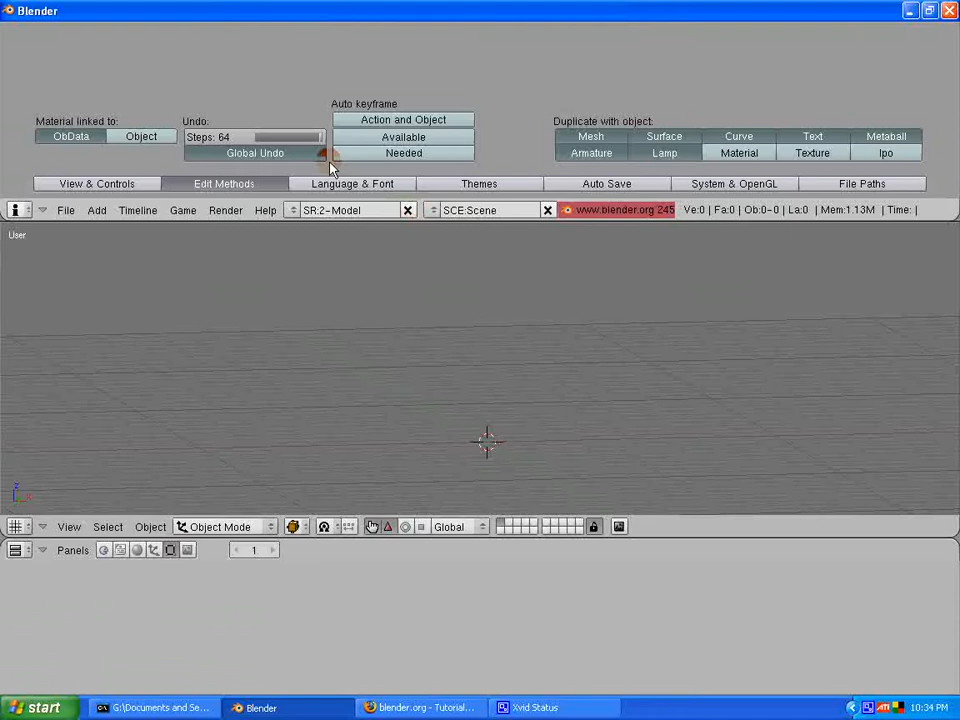 Blender
Auto keyframe
Material linked to:
Undo:
Duplicate with object:
Action and Object
ObData
Object
Steps: 64
Available
Mesh
Surface
Curve
Text
Metaball
Global Undo
Needed
Armature
Lamp
Material
Texture
Ipo
View & Controls
Edit Methods
Language & Font
Themes
Auto Save
System & OpenGL
File Paths
File Add Timeline Game Render Help
SR:2-Model
SCE:Scene
www.blender.org 245
Ve:0 | Fa:0 | Ob:0-0 | La:0 | Mem:1.13M | Time: |
User
z
x
View Select Object
Object Mode
Global
Panels
1
start
G:\Documents and Se...
Blender
blender.org - Tutorial...
Xvid Status
ATI
10:34 PM